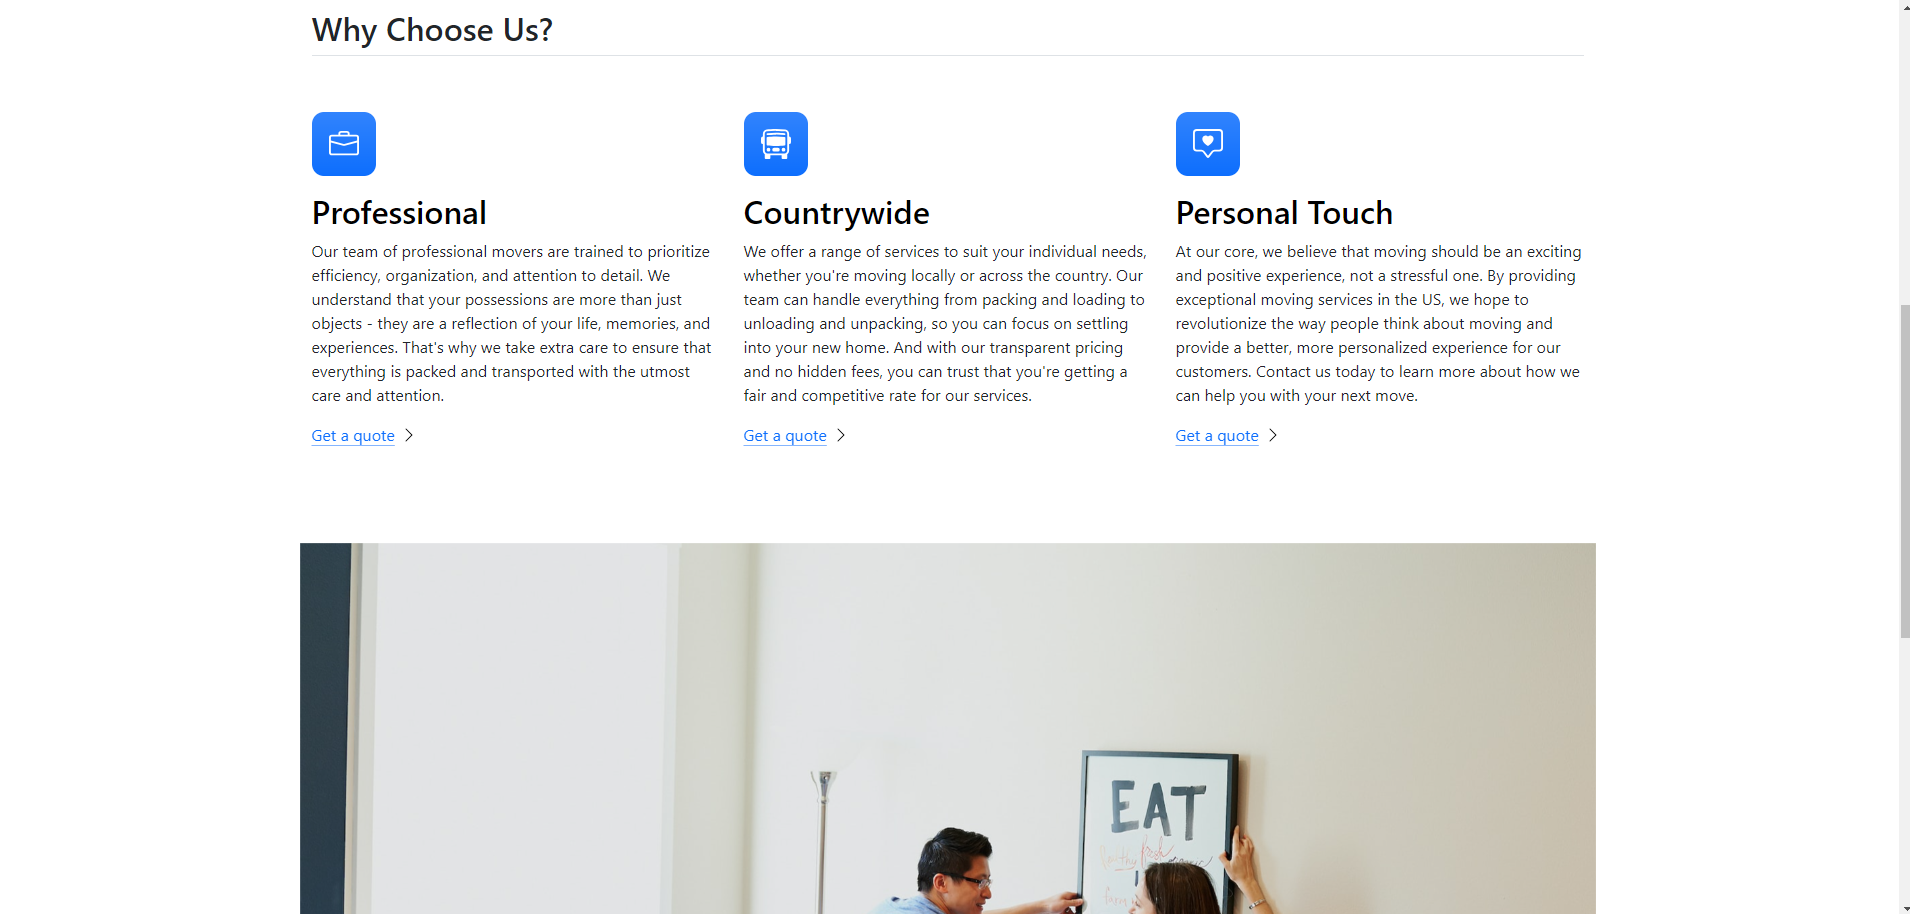 Why Choose Us?
Professional
Our team of professional movers are trained to prioritize
efficiency, organization, and attention to detail. We
understand that your possessions are more than just
objects - they are a reflection of your life, memories, and
experiences. That's why we take extra care to ensure that
everything is packed and transported with the utmost
care and attention.
Get a quote
Countrywide
We offer a range of services to suit your individual needs,
whether you're moving locally or across the country. Our
team can handle everything from packing and loading to
unloading and unpacking, so you can focus on settling
into your new home. And with our transparent pricing
and no hidden fees, you can trust that you're getting a
fair and competitive rate for our services.
Get a quote
Personal Touch
At our core, we believe that moving should be an exciting
and positive experience, not a stressful one. By providing
exceptional moving services in the US, we hope to
revolutionize the way people think about moving and
provide a better, more personalized experience for our
customers. Contact us today to learn more about how we
can help you with your next move.
Get a quote
EAT
fresh